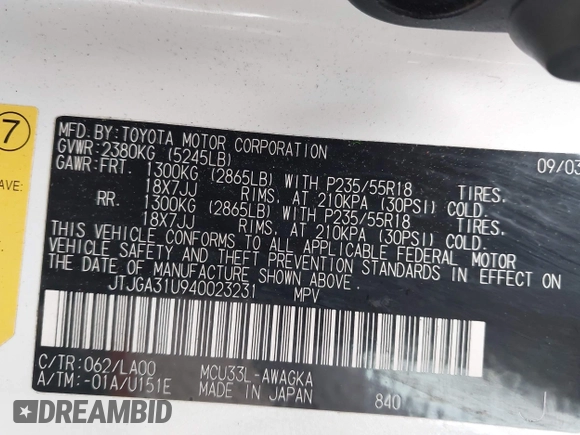 7
AVE:
MFD.BY:TOYOTA MOTOR CORPORATION 09/03
GVWR:2380KG (5245LB)
GAWR:FRT. 1300KG (2865LB) WITH P235/55R18 TIRES.
18X7JJ RIMS. AT 210KPA (30PSI) COLD.
RR. 1300KG (2865LB) WITH P235/55R18 TIRES.
18X7JJ RIMS. AT 210KPA (30PSI) COLD.
THIS VEHICLE CONFORMS TO ALL APPLICABLE FEDERAL MOTOR
VEHICLE SAFETY AND THEFT PREVENTION STANDARDS IN EFFECT ON
THE DATE OF MANUFACTURE SHOWN ABOVE.
JTJGA31U940023231 MPV
C/TR:062/LA00 MCU33L-AWAGKA
A/TM:-01A/U151E MADE IN JAPAN 840 J
DREAMBID